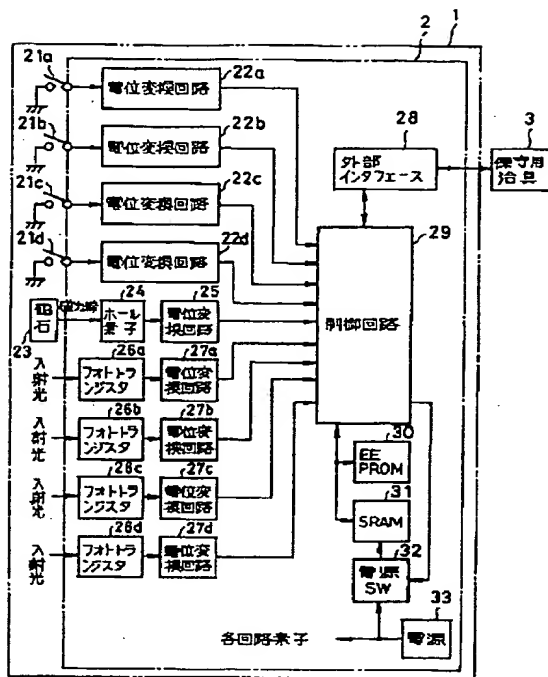 1
2
21a
電位変換回路
22a
21b
電位変換回路
22b
21c
電位変換回路
22c
21d
電位変換回路
22d
28
外部
インタフェース
3
保守用
治具
29
制御回路
磁石
23
磁力線
24
ホール
素子
25
電位変
換回路
入射光
26a
フォトトラ
ンジスタ
27a
電位変
換回路
入射光
26b
フォトトラ
ンジスタ
27b
電位変
換回路
入射光
26c
フォトトラ
ンジスタ
27c
電位変
換回路
入射光
26d
フォトトラ
ンジスタ
27d
電位変
換回路
30
EE
PROM
31
SRAM
32
電源
SW
33
電源
各回路素子